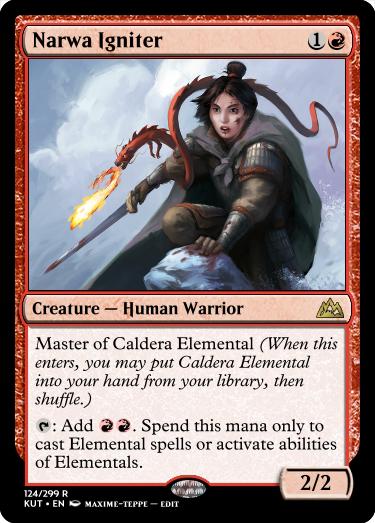 Narwa Igniter 1
Creature — Human Warrior
Master of Caldera Elemental (When this
enters, you may put Caldera Elemental
into your hand from your library, then
shuffle.)
: Add . Spend this mana only to
cast Elemental spells or activate abilities
of Elementals.
2/2
124/299 R
KUT • EN MAXIME-TEPPE — EDIT